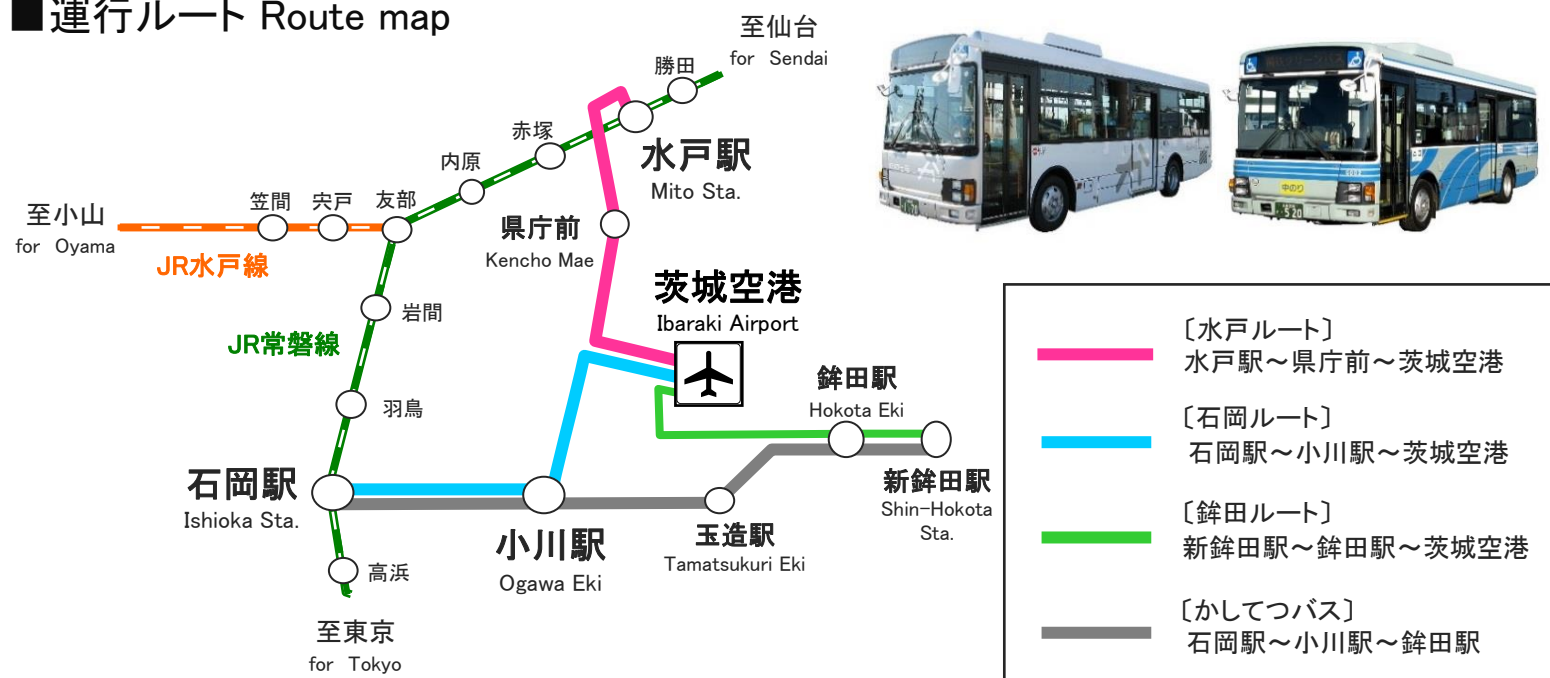 ■運行ルート Route map
至仙台
for Sendai
勝田
水戸駅
Mito Sta.
赤塚
内原
友部
宍戸
笠間
至小山
for Oyama
JR水戸線
県庁前
Kencho Mae
茨城空港
Ibaraki Airport
岩間
JR常磐線
羽鳥
石岡駅
Ishioka Sta.
高浜
至東京
for Tokyo
小川駅
Ogawa Eki
玉造駅
Tamatsukuri Eki
鉾田駅
Hokota Eki
新鉾田駅
Shin-Hokota
Sta.
中のり
520
〔水戸ルート〕
水戸駅～県庁前～茨城空港
〔石岡ルート〕
石岡駅～小川駅～茨城空港
〔鉾田ルート〕
新鉾田駅～鉾田駅～茨城空港
〔かしてつバス〕
石岡駅～小川駅～鉾田駅